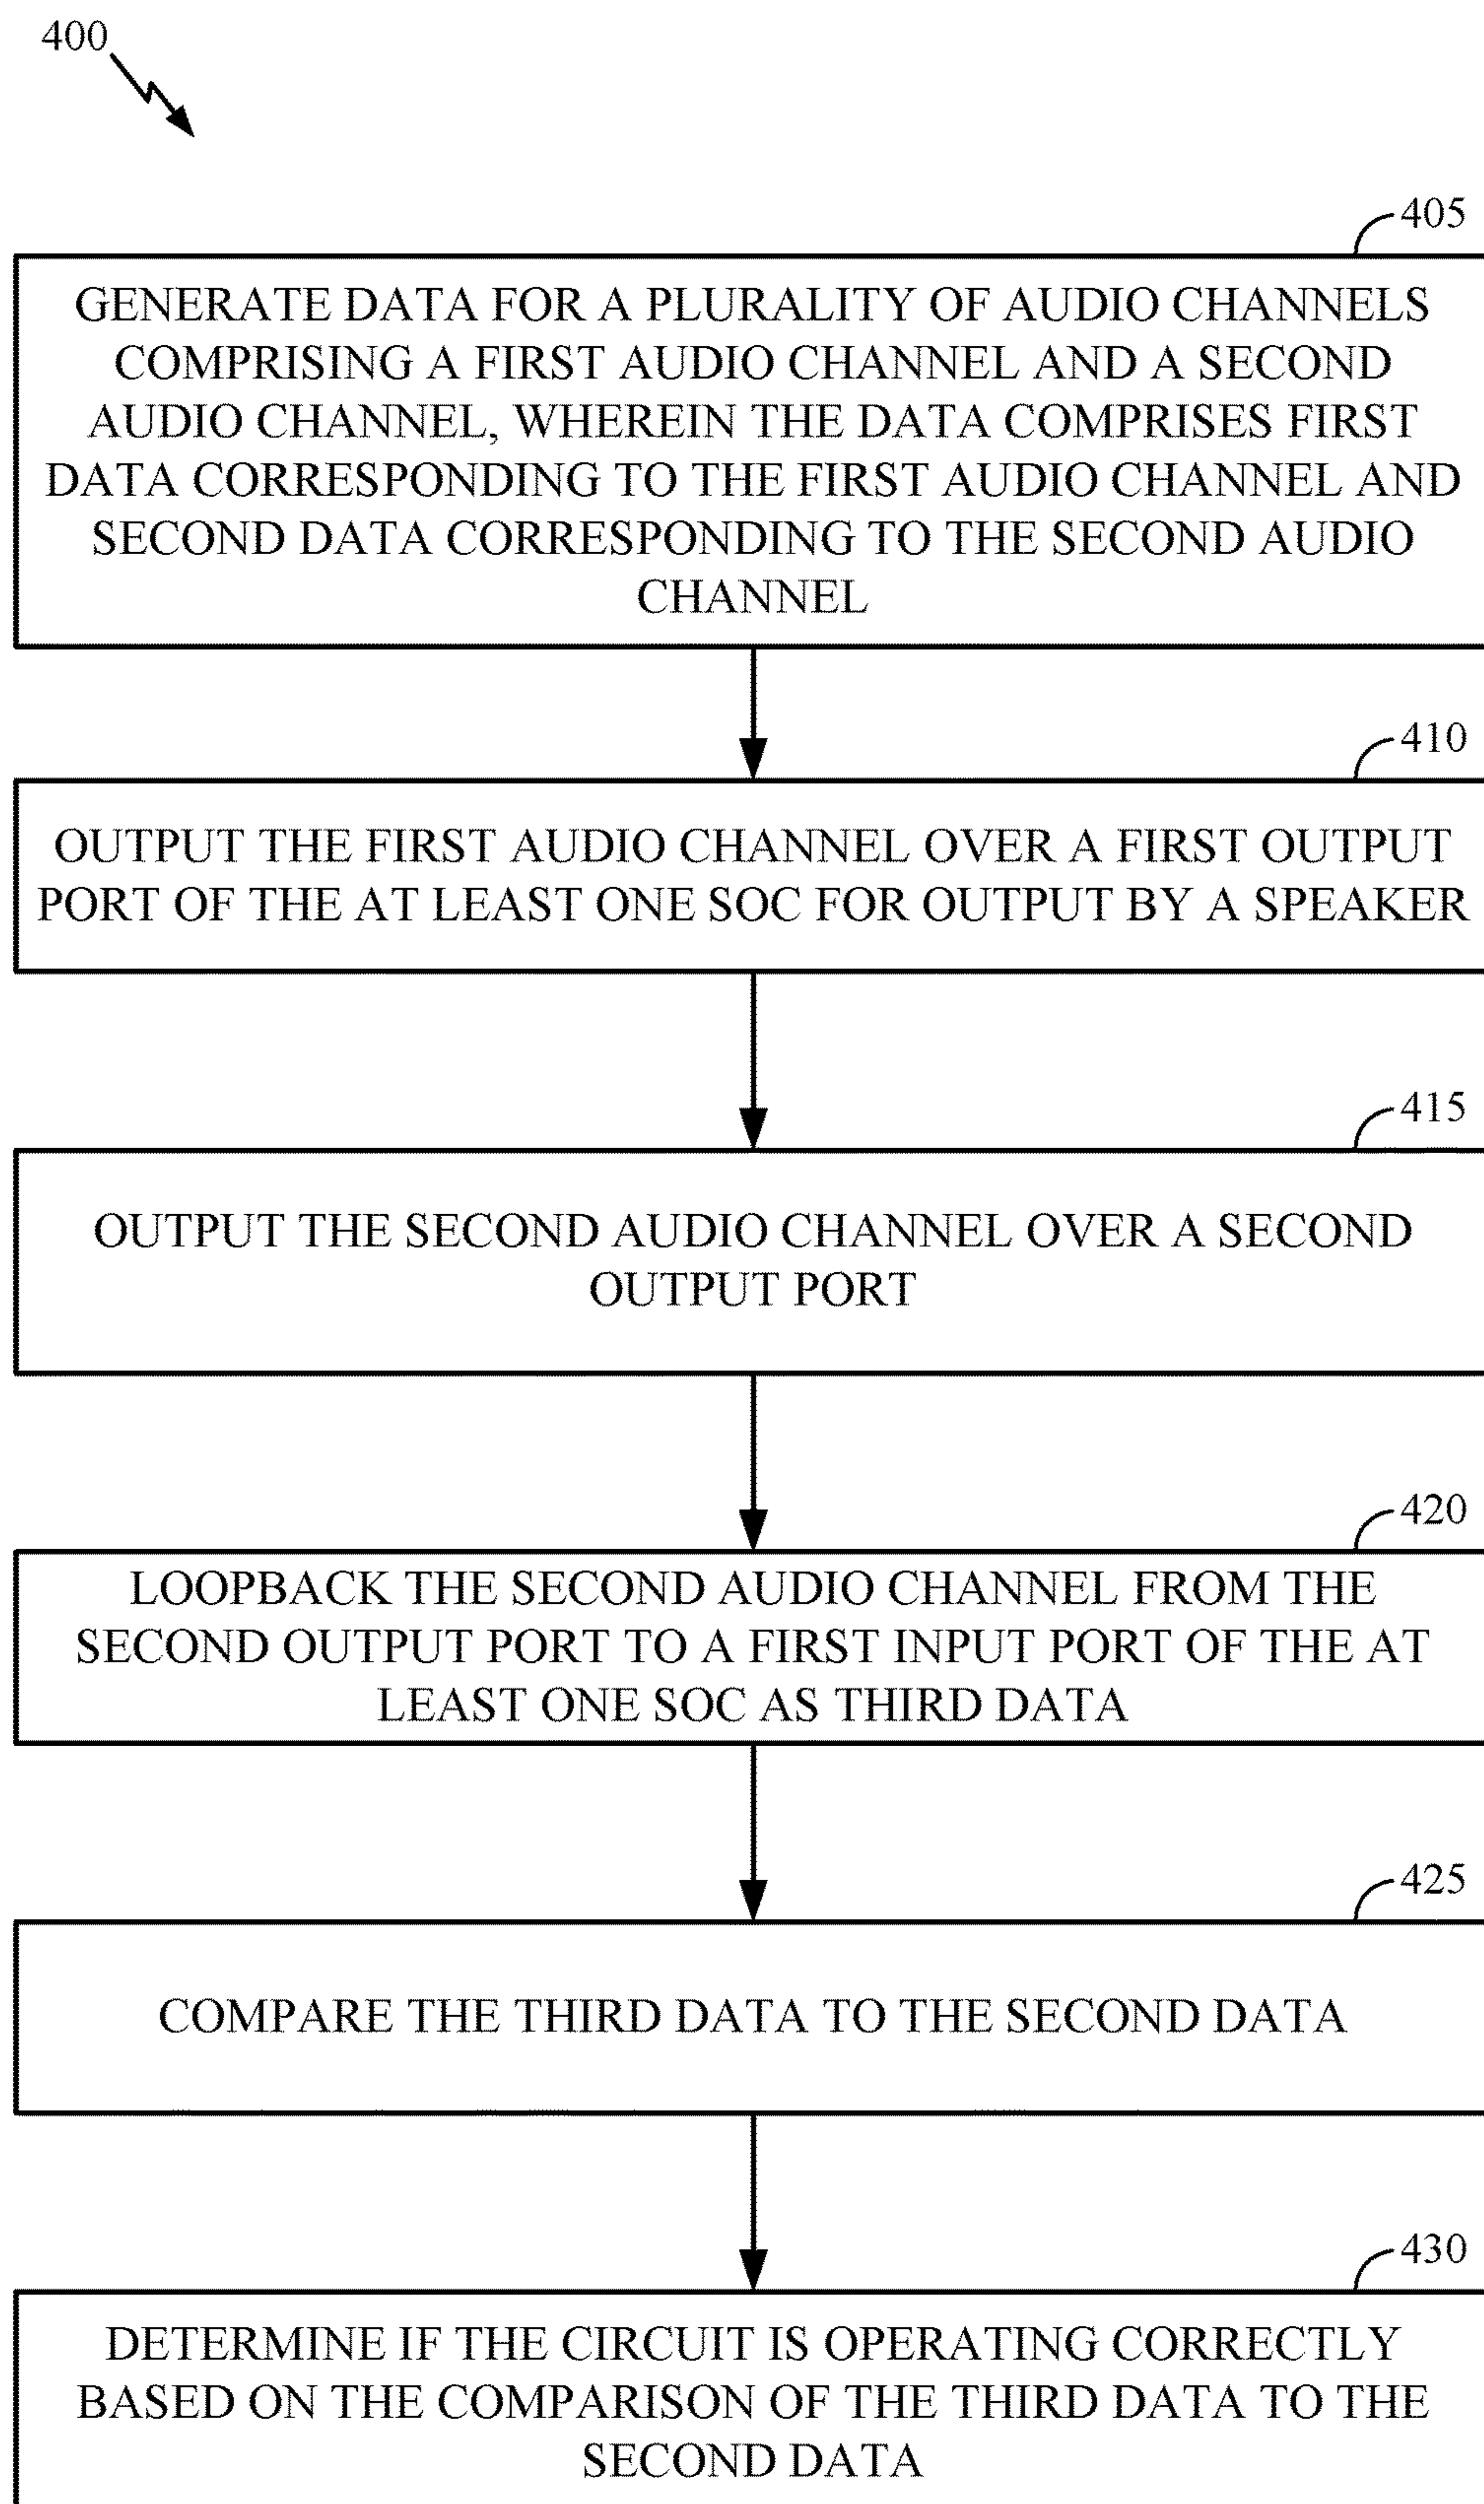 400
405
GENERATE DATA FOR A PLURALITY OF AUDIO CHANNELS
COMPRISING A FIRST AUDIO CHANNEL AND A SECOND
AUDIO CHANNEL, WHEREIN THE DATA COMPRISES FIRST
DATA CORRESPONDING TO THE FIRST AUDIO CHANNEL AND
SECOND DATA CORRESPONDING TO THE SECOND AUDIO
CHANNEL
410
OUTPUT THE FIRST AUDIO CHANNEL OVER A FIRST OUTPUT
PORT OF THE AT LEAST ONE SOC FOR OUTPUT BY A SPEAKER
415
OUTPUT THE SECOND AUDIO CHANNEL OVER A SECOND
OUTPUT PORT
420
LOOPBACK THE SECOND AUDIO CHANNEL FROM THE
SECOND OUTPUT PORT TO A FIRST INPUT PORT OF THE AT
LEAST ONE SOC AS THIRD DATA
425
COMPARE THE THIRD DATA TO THE SECOND DATA
430
DETERMINE IF THE CIRCUIT IS OPERATING CORRECTLY
BASED ON THE COMPARISON OF THE THIRD DATA TO THE
SECOND DATA